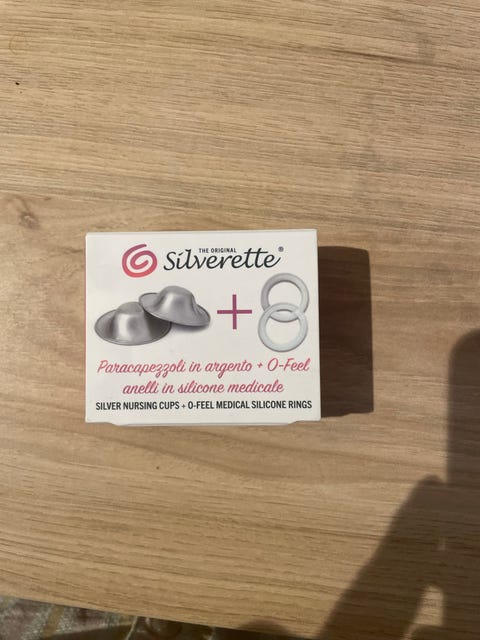 THE ORIGINAL
Silverette®
Paracapezzoli in argento + O-Feel
anelli in silicone medicale
SILVER NURSING CUPS + O-FEEL MEDICAL SILICONE RINGS